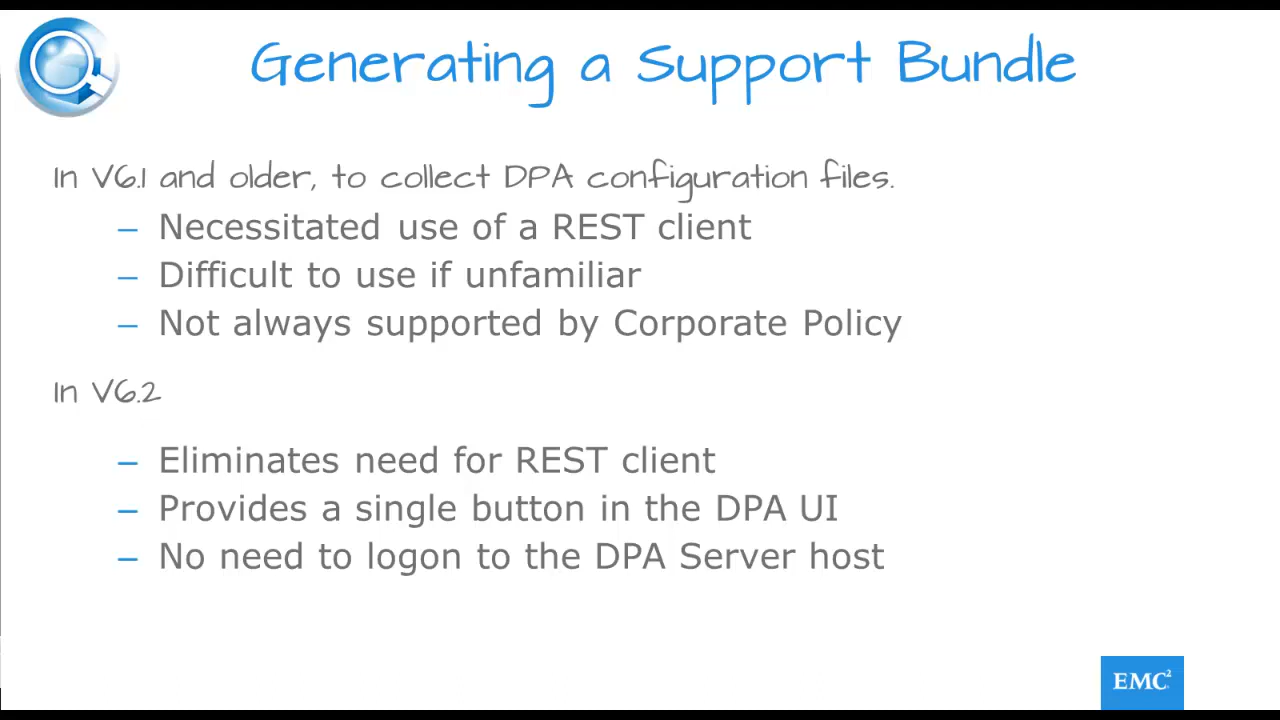 Generating a Support Bundle
In V6.1 and older, to collect DPA configuration files.
– Necessitated use of a REST client
– Difficult to use if unfamiliar
– Not always supported by Corporate Policy
In V6.2
– Eliminates need for REST client
– Provides a single button in the DPA UI
– No need to logon to the DPA Server host
EMC²